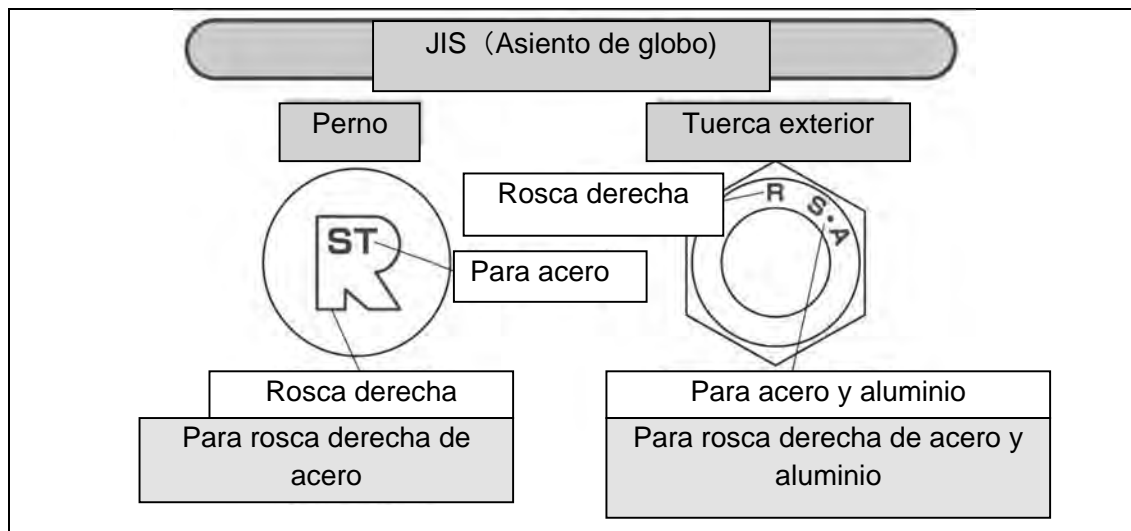 JIS（Asiento de globo)
Perno
Tuerca exterior
Rosca derecha
R S・A
ST
R
Para acero
Rosca derecha
Para acero y aluminio
Para rosca derecha de
acero
Para rosca derecha de acero y
aluminio